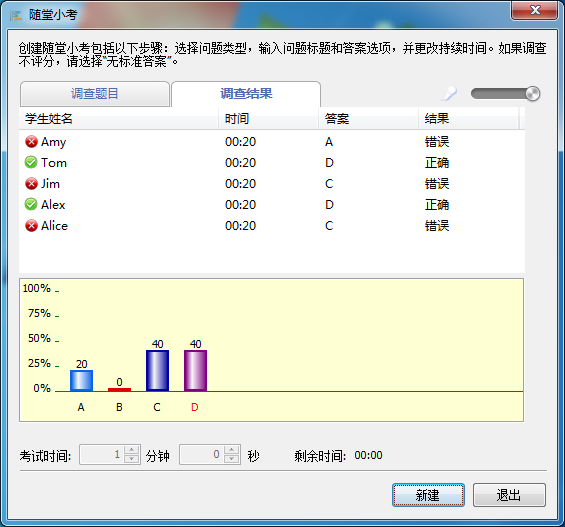 随堂小考
创建随堂小考包括以下步骤：选择问题类型，输入问题标题和答案选项，并更改持续时间。如果调查
不评分，请选择"无标准答案"。
调查题目 调查结果
学生姓名 时间 答案 结果
Amy 00:20 A 错误
Tom 00:20 D 正确
Jim 00:20 C 错误
Alex 00:20 D 正确
Alice 00:20 C 错误
100%
75%
50%
25%
0%
20 0 40 40
A B C D
考试时间: 1 分钟 0 秒 剩余时间: 00:00
新建 退出